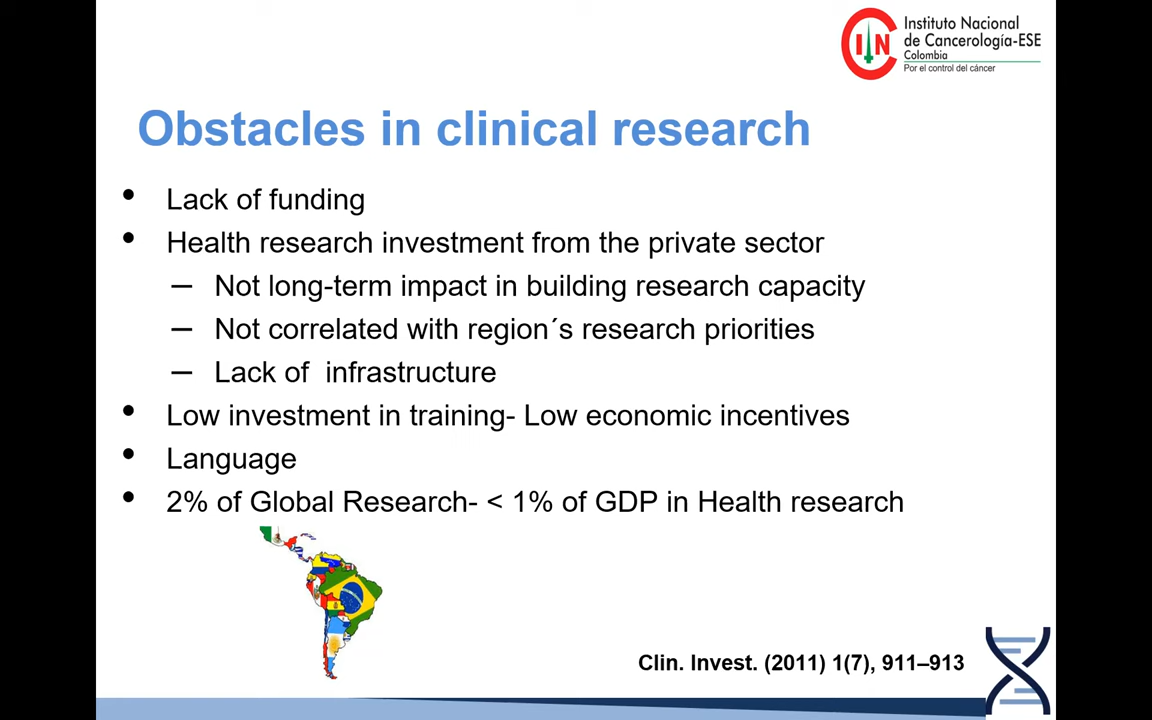 Instituto Nacional
de Cancerología-ESE
Colombia
Por el control del cáncer
CIN
Obstacles in clinical research
• Lack of funding
• Health research investment from the private sector
– Not long-term impact in building research capacity
– Not correlated with region´s research priorities
– Lack of  infrastructure
• Low investment in training- Low economic incentives
• Language
• 2% of Global Research- < 1% of GDP in Health research
Clin. Invest. (2011) 1(7), 911–913